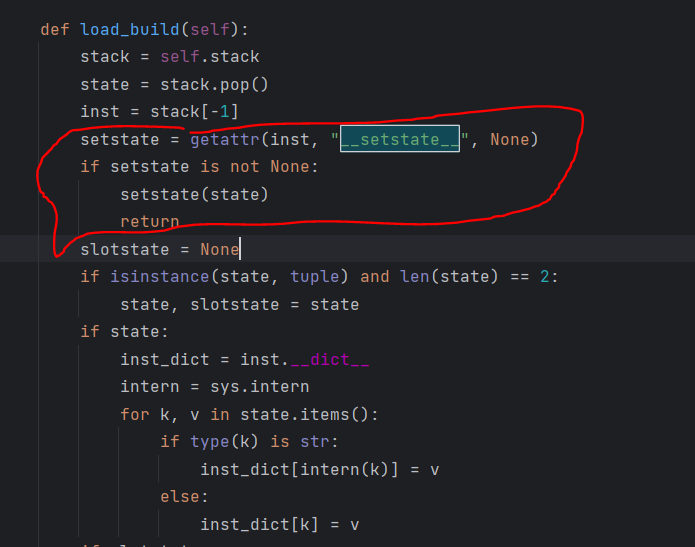 def load_build(self):
stack = self.stack
state = stack.pop()
inst = stack[-1]
setstate = getattr(inst, "__setstate__", None)
if setstate is not None:
setstate(state)
return
slotstate = None
if isinstance(state, tuple) and len(state) == 2:
state, slotstate = state
if state:
inst_dict = inst.__dict__
intern = sys.intern
for k, v in state.items():
if type(k) is str:
inst_dict[intern(k)] = v
else:
inst_dict[k] = v